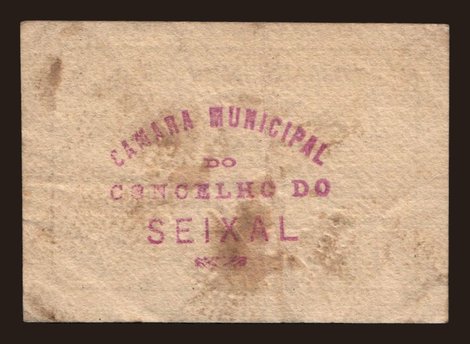 CAMARA MUNICIPAL
DO
CONCELHO DO
SEIXAL